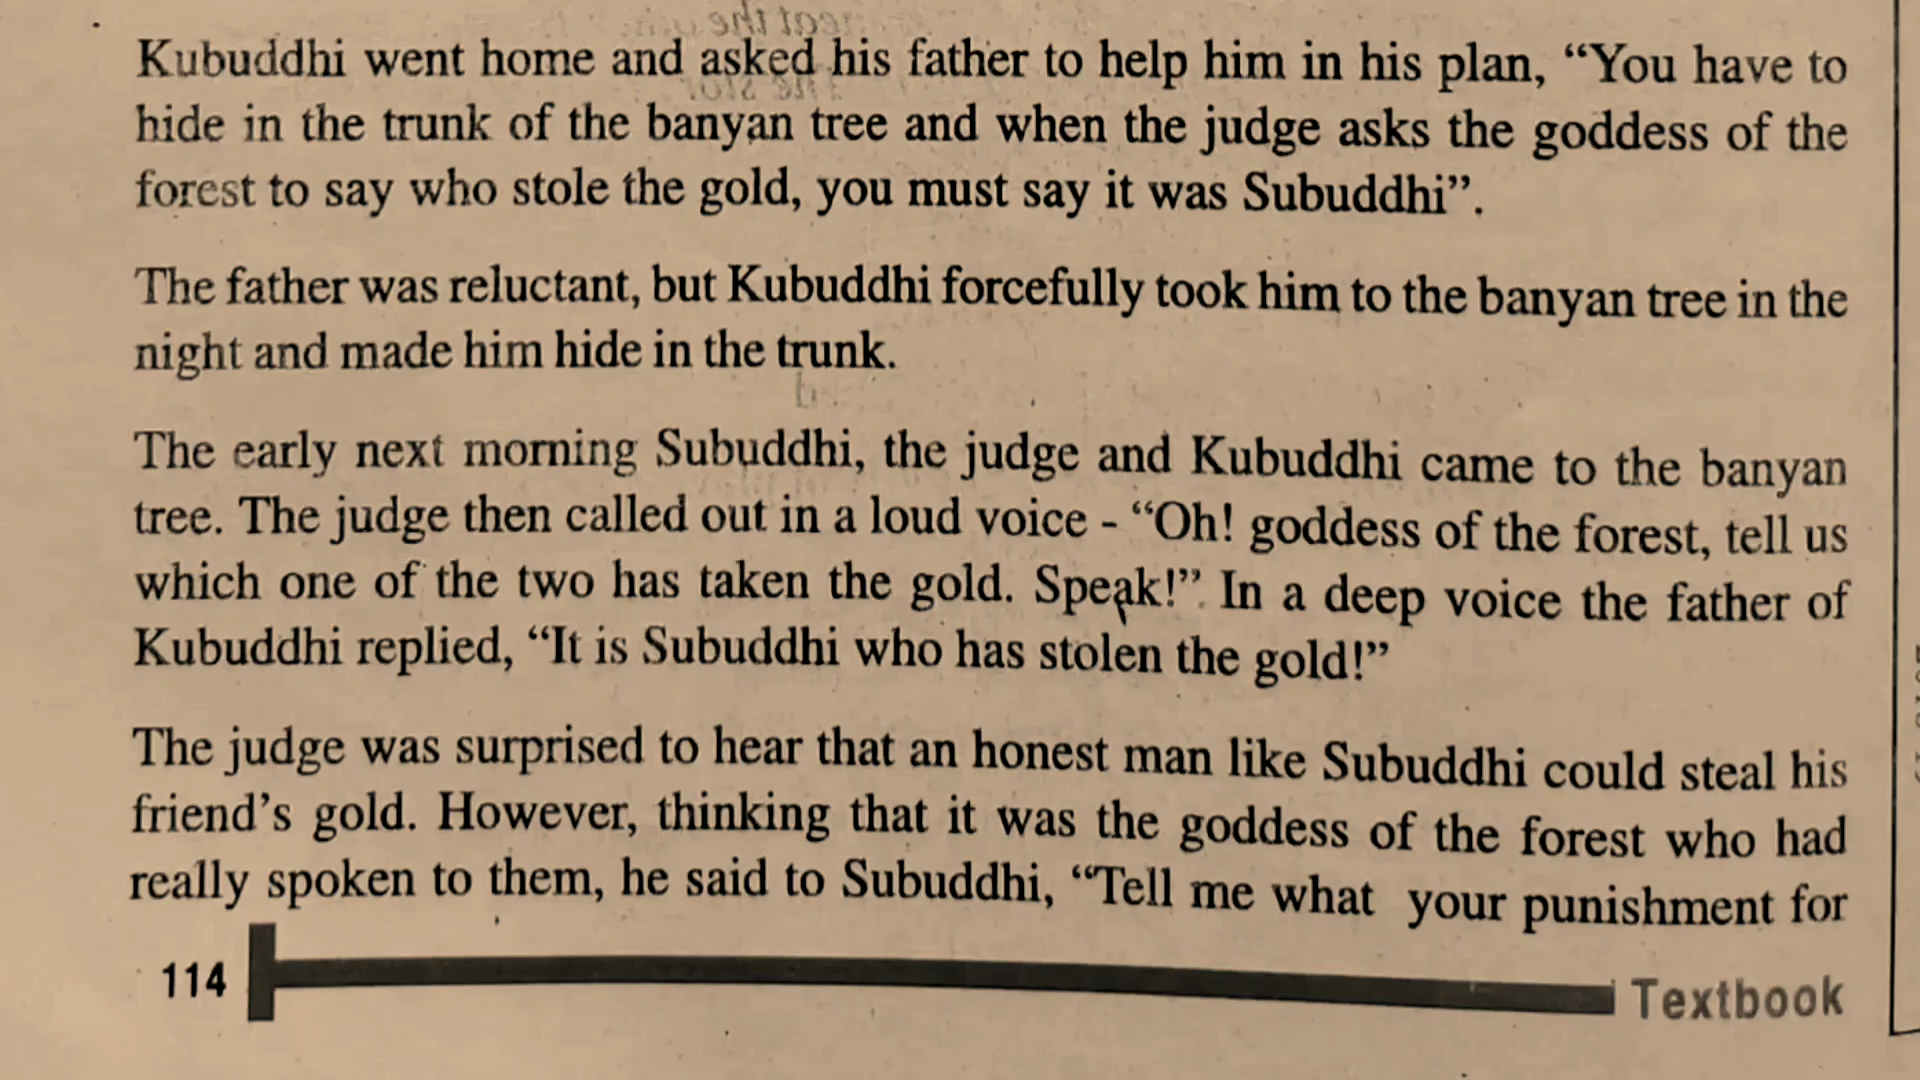 Kubuddhi went home and asked his father to help him in his plan, “You have to
hide in the trunk of the banyan tree and when the judge asks the goddess of the
forest to say who stole the gold, you must say it was Subuddhi”.
The father was reluctant, but Kubuddhi forcefully took him to the banyan tree in the
night and made him hide in the trunk.
The early next morning Subuddhi, the judge and Kubuddhi came to the banyan
tree. The judge then called out in a loud voice - “Oh! goddess of the forest, tell us
which one of the two has taken the gold. Speak!” In a deep voice the father of
Kubuddhi replied, “It is Subuddhi who has stolen the gold!”
The judge was surprised to hear that an honest man like Subuddhi could steal his
friend’s gold. However, thinking that it was the goddess of the forest who had
really spoken to them, he said to Subuddhi, “Tell me what your punishment for
114
Textbook